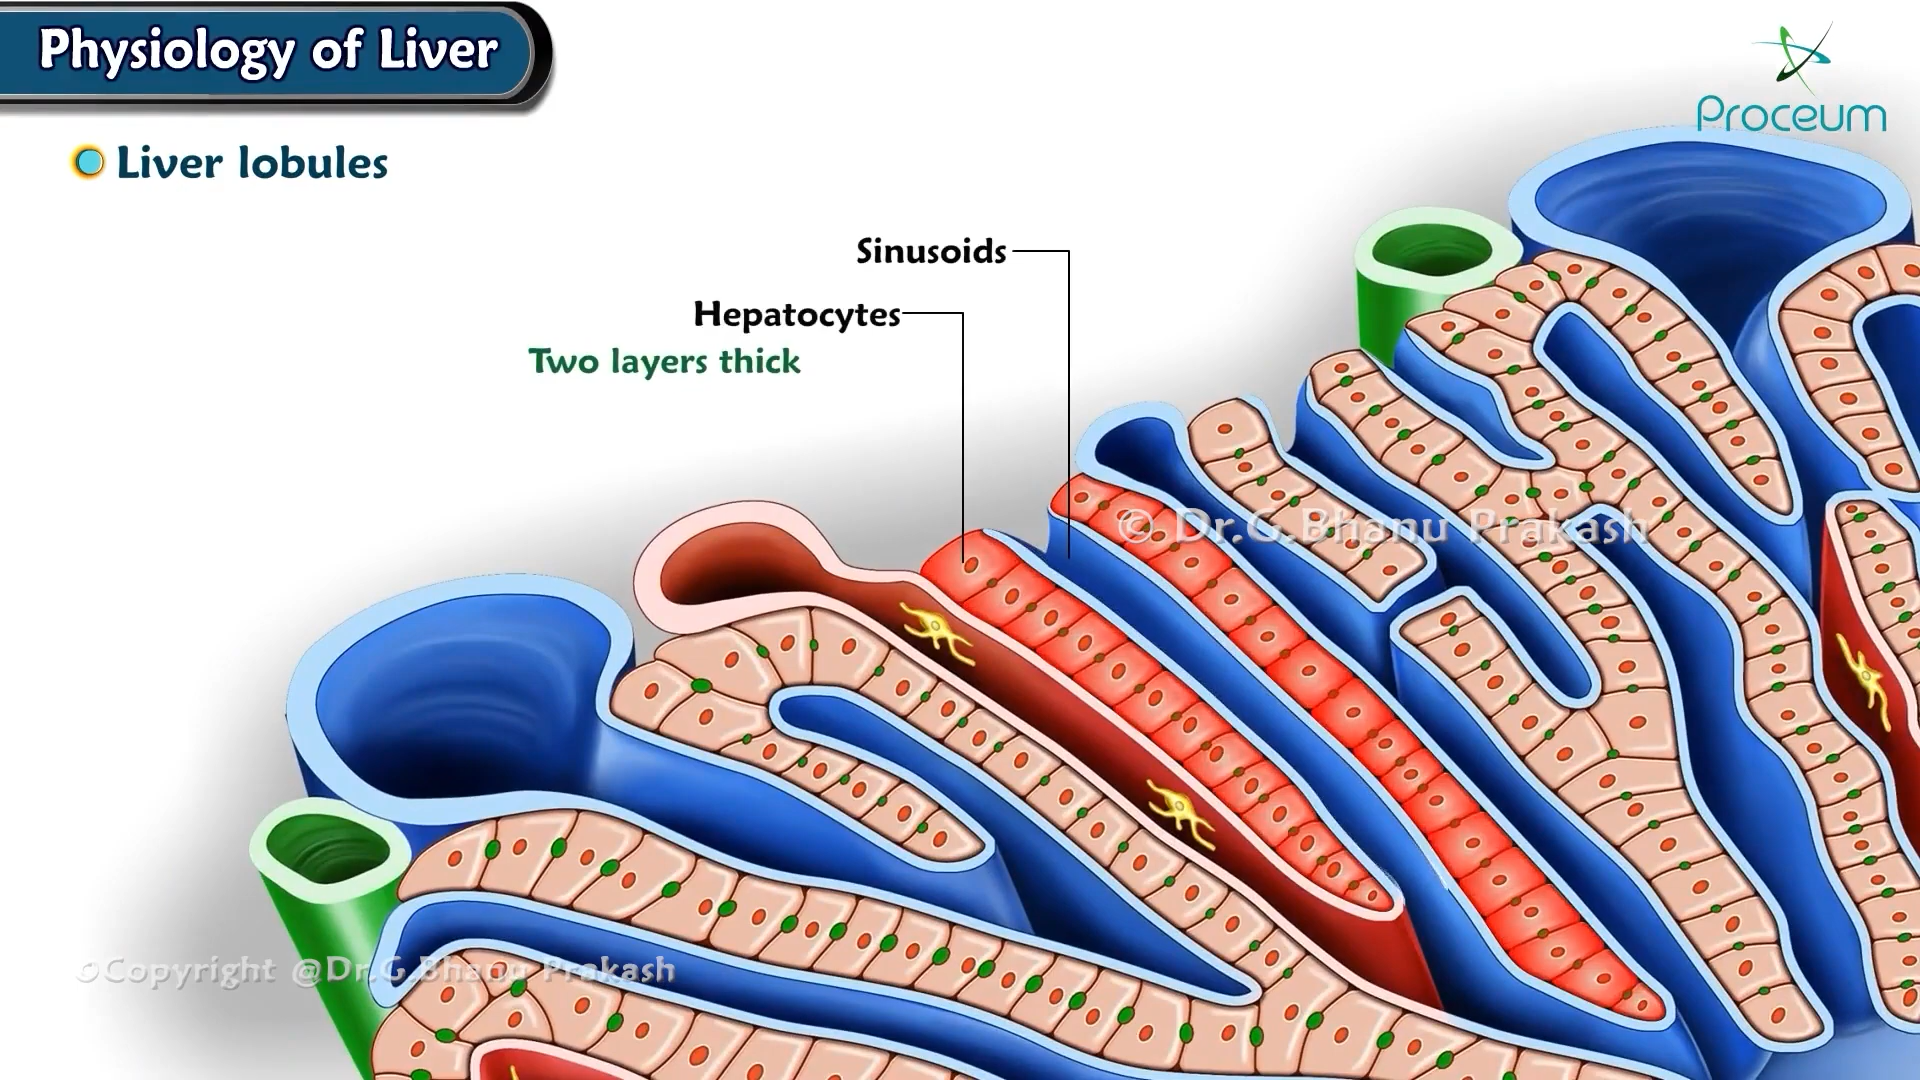 Physiology of Liver
Proceum
Liver lobules
Sinusoids
Hepatocytes
Two layers thick
© Dr.G.Bhanu Prakash
©Copyright @Dr.G.Bhanu Prakash